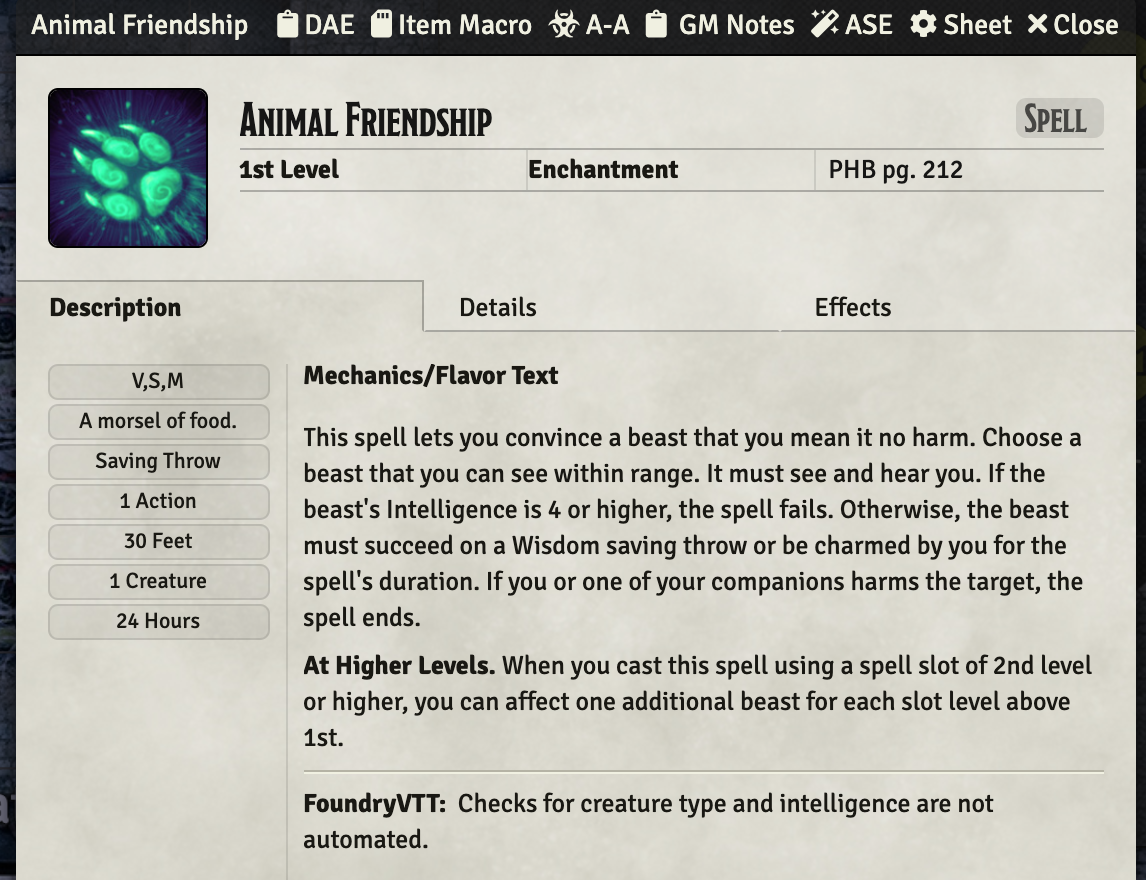 Animal Friendship DAE Item Macro A-A GM Notes ASE Sheet Close
Animal Friendship
Spell
1st Level Enchantment PHB pg. 212
Description Details Effects
V,S,M
A morsel of food.
Saving Throw
1 Action
30 Feet
1 Creature
24 Hours
Mechanics/Flavor Text
This spell lets you convince a beast that you mean it no harm. Choose a
beast that you can see within range. It must see and hear you. If the
beast's Intelligence is 4 or higher, the spell fails. Otherwise, the beast
must succeed on a Wisdom saving throw or be charmed by you for the
spell's duration. If you or one of your companions harms the target, the
spell ends.
At Higher Levels. When you cast this spell using a spell slot of 2nd level
or higher, you can affect one additional beast for each slot level above
1st.
FoundryVTT: Checks for creature type and intelligence are not
automated.